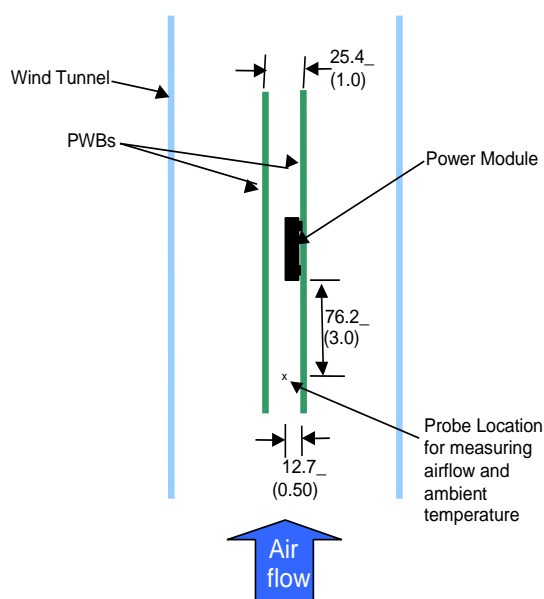 25.4_
(1.0)
Wind Tunnel
PWBs
Power Module
76.2_
(3.0)
x
Probe Location
for measuring
airflow and
ambient
temperature
12.7_
(0.50)
Air
flow